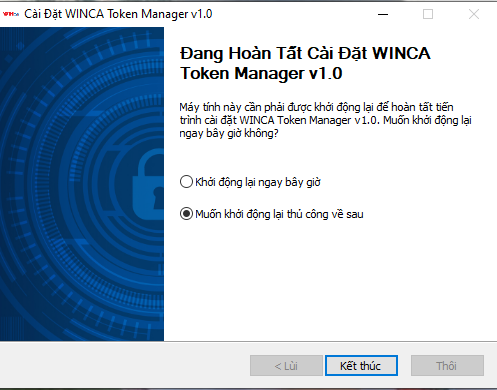 WINCA Cài Đặt WINCA Token Manager v1.0
Đang Hoàn Tất Cài Đặt WINCA
Token Manager v1.0
Máy tính này cần phải được khởi động lại để hoàn tất tiến
trình cài đặt WINCA Token Manager v1.0. Muốn khởi động lại
ngay bây giờ không?
Khởi động lại ngay bây giờ
Muốn khởi động lại thủ công về sau
< Lùi
Kết thúc
Thôi